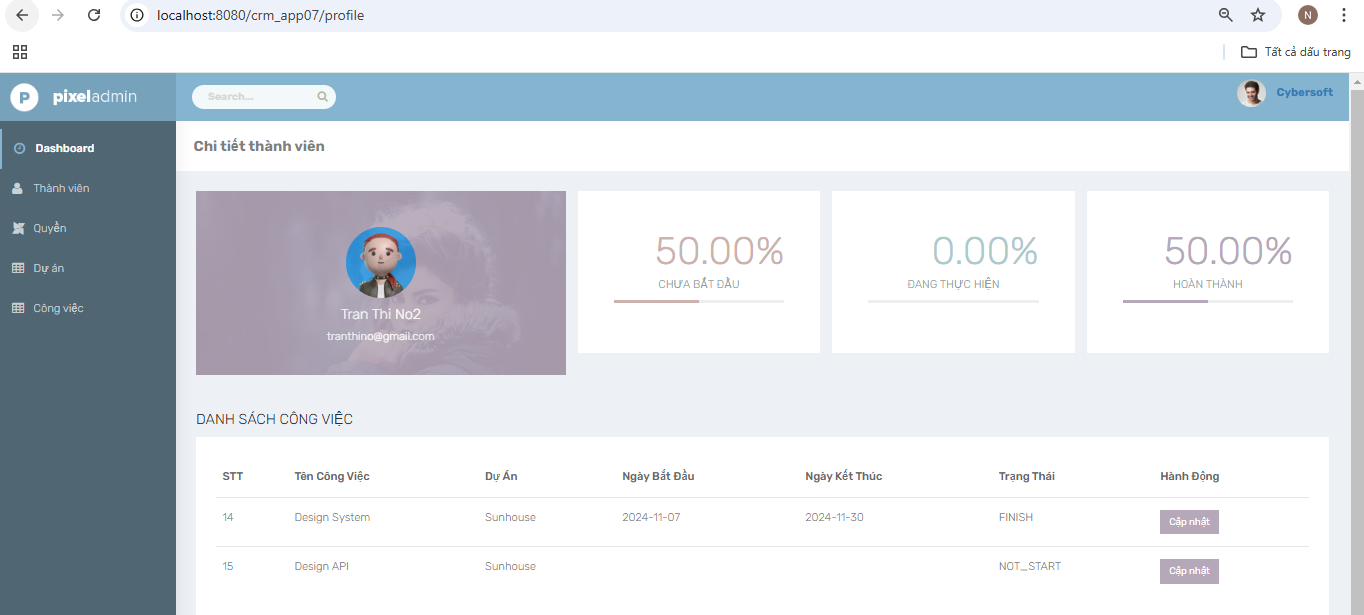 localhost:8080/crm_app07/profile
N
Tất cả dấu trang
P pixeladmin
Search...
Cybersoft
Dashboard
Thành viên
Quyền
Dự án
Công việc
Chi tiết thành viên
Tran Thi No2
tranthino@gmail.com
50.00%
CHƯA BẮT ĐẦU
0.00%
ĐANG THỰC HIỆN
50.00%
HOÀN THÀNH
DANH SÁCH CÔNG VIỆC
STT Tên Công Việc Dự Án Ngày Bắt Đầu Ngày Kết Thúc Trạng Thái Hành Động
14 Design System Sunhouse 2024-11-07 2024-11-30 FINISH Cập nhật
15 Design API Sunhouse NOT_START Cập nhật